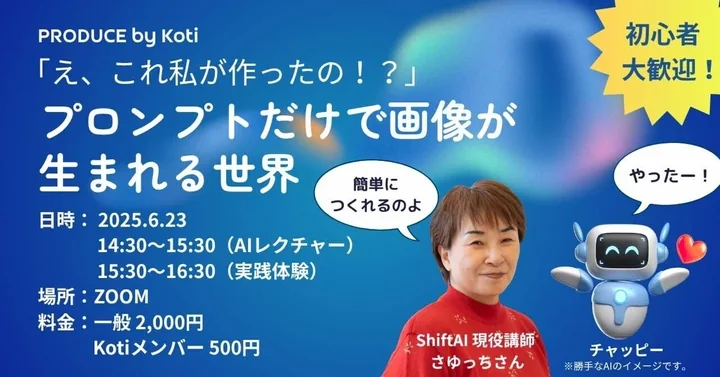 PRODUCE by Koti
初心者
大歓迎！
「え、これ私が作ったの！？」
プロンプトだけで画像が
生まれる世界
簡単に
つくれるのよ
やったー！
日時： 2025.6.23
14:30〜15:30（AIレクチャー）
15:30〜16:30（実践体験）
場所：ZOOM
料金：一般 2,000円
Kotiメンバー 500円
ShiftAI 現役講師
さゆっちさん
チャッピー
※勝手なAIのイメージです。